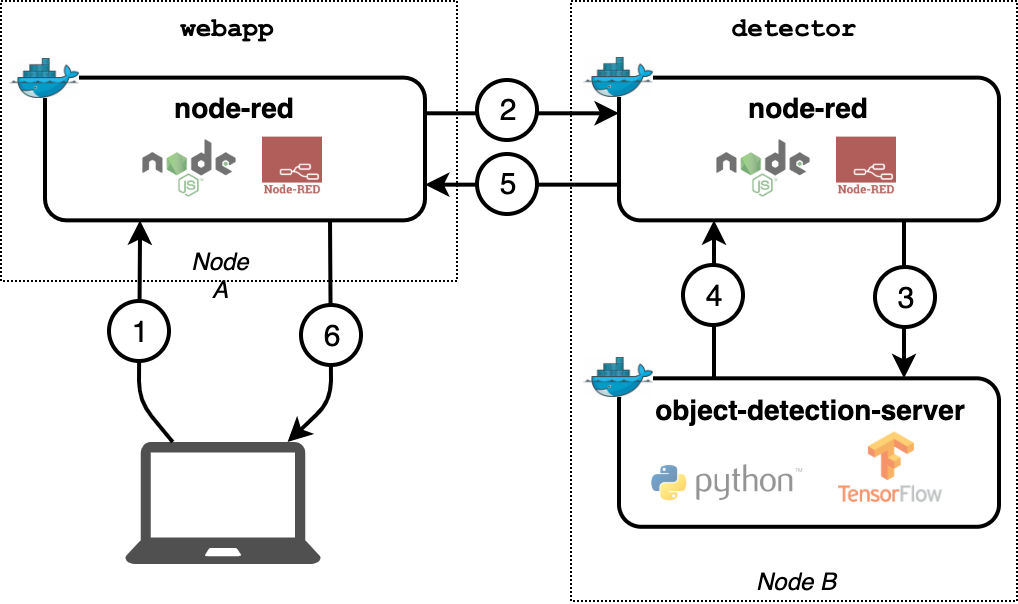 webapp
node-red
node
JS
Node-RED
Node
A
1
6
2
5
detector
node-red
node
JS
Node-RED
4
3
object-detection-server
python™
TensorFlow
Node B